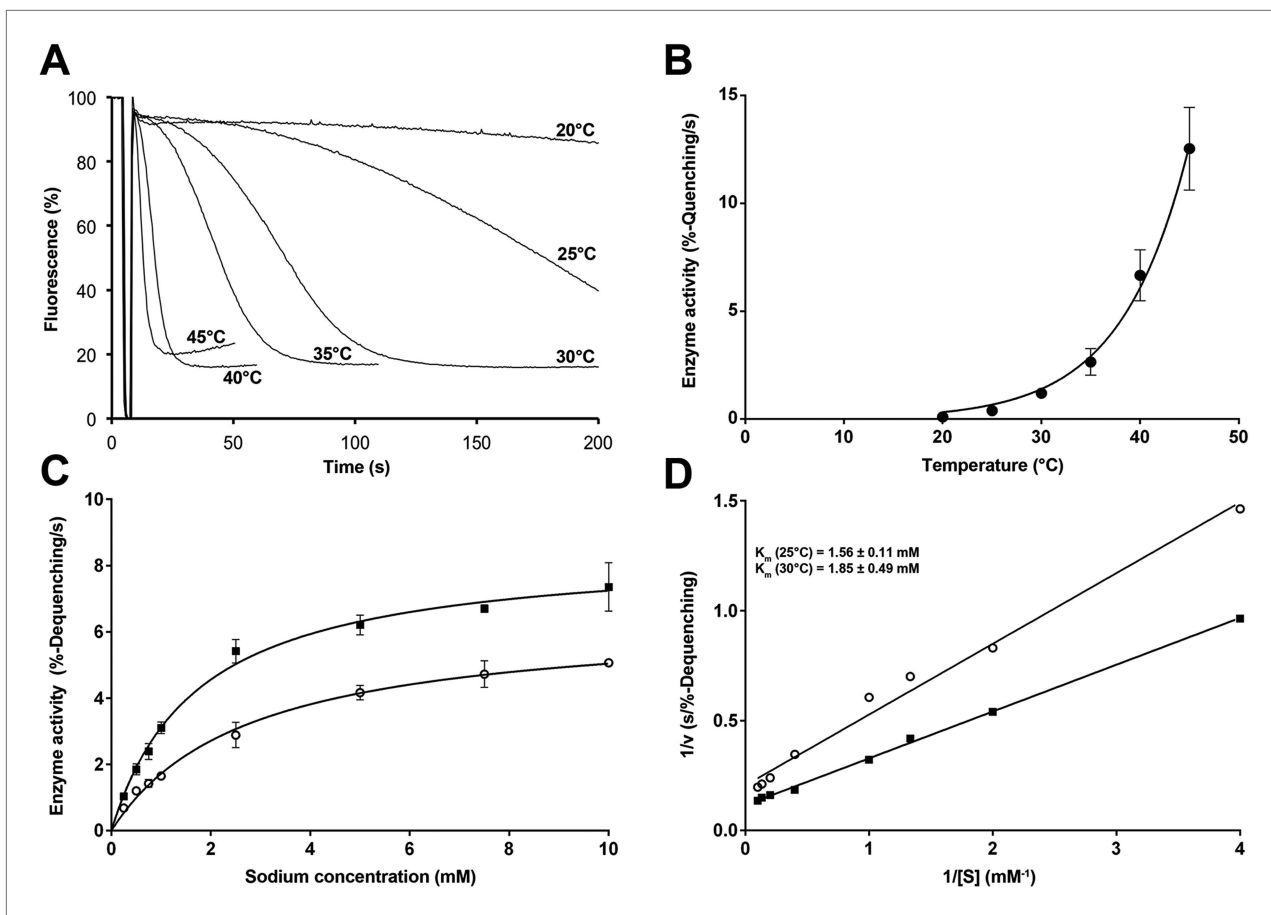 A
Fluorescence (%)
100
80
60
40
20
0
20°C
25°C
45°C
35°C
30°C
40°C
0
50
100
150
200
Time (s)
B
Enzyme activity (%-Quenching/s)
15
10
5
0
0
10
20
30
40
50
Temperature (°C)
C
Enzyme activity (%-Dequenching/s)
10
8
6
4
2
0
0
2
4
6
8
10
Sodium concentration (mM)
D
1/v (s/%-Dequenching)
1.5
1.0
0.5
0.0
Km (25°C) = 1.56 ± 0.11 mM
Km (30°C) = 1.85 ± 0.49 mM
0
1
2
3
4
1/[S] (mM-1)